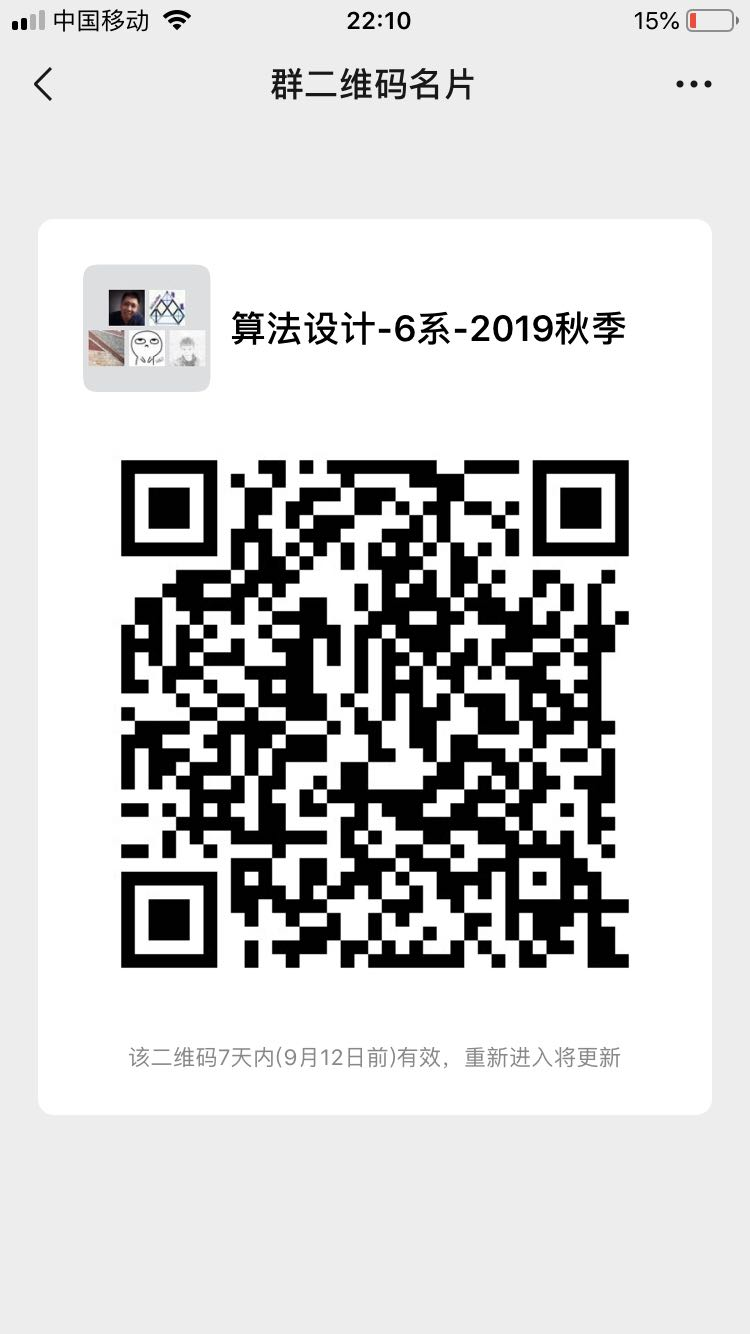 中国移动 22:10 15%
群二维码名片
算法设计-6系-2019秋季
该二维码7天内(9月12日前)有效，重新进入将更新